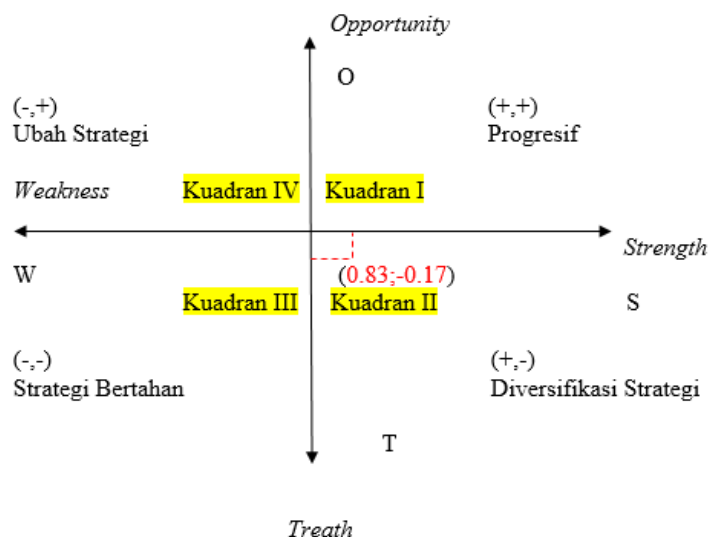 Opportunity
O
(-,+)
Ubah Strategi
(+,+)
Progresif
Weakness
Kuadran IV
Kuadran I
Strength
W
(0.83;-0.17)
Kuadran III
Kuadran II
S
(-,-)
Strategi Bertahan
(+,-)
Diversifikasi Strategi
T
Treath